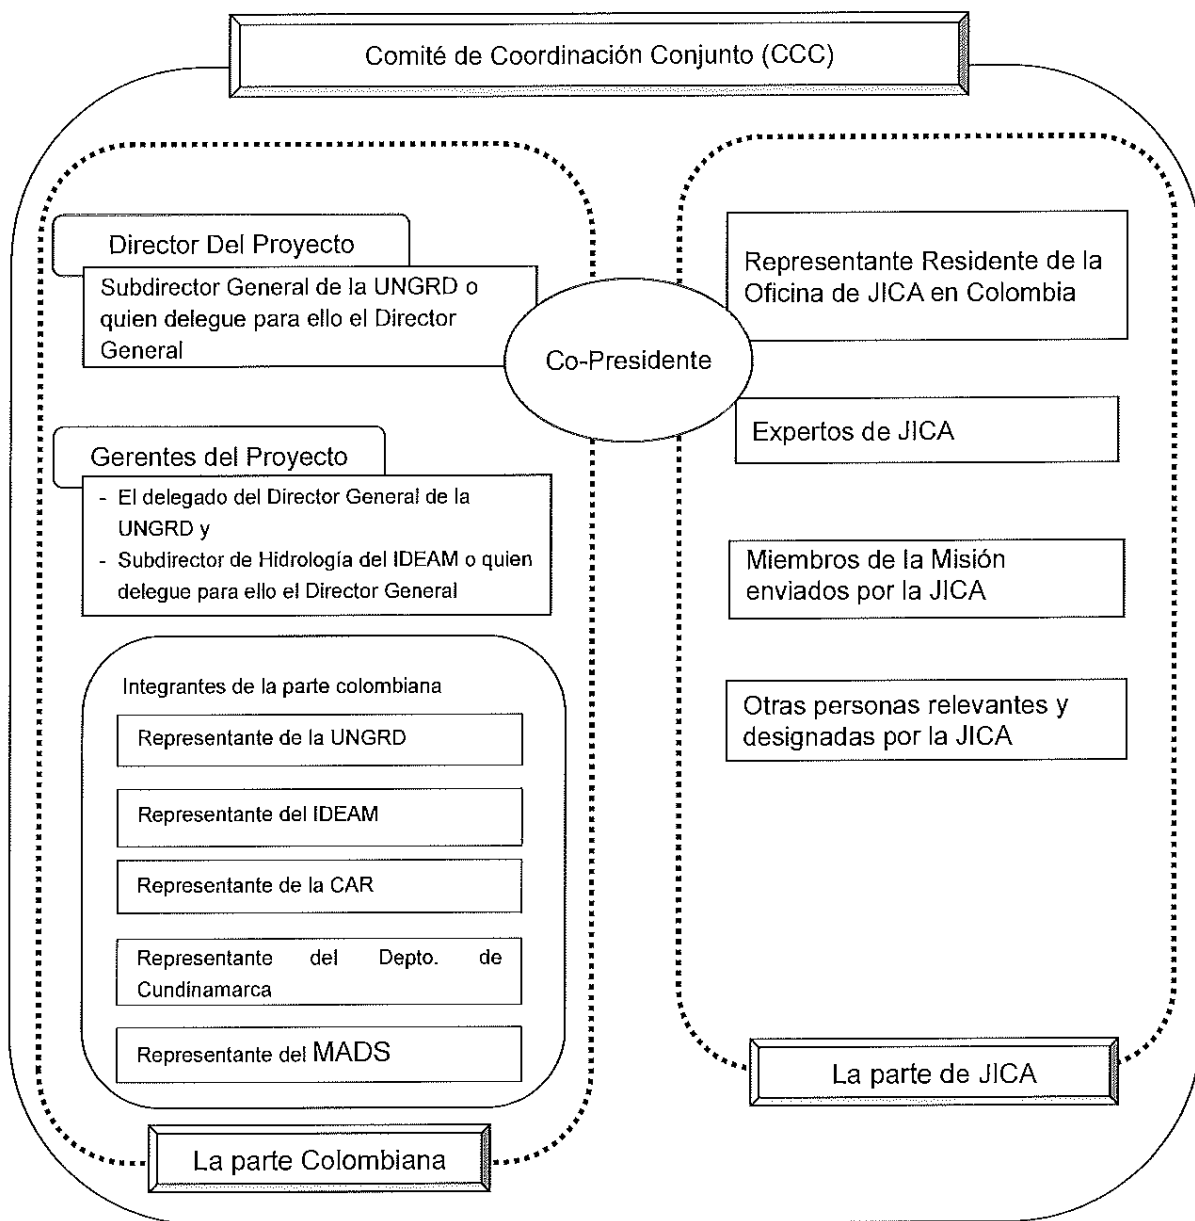 Comité de Coordinación Conjunto (CCC)
Director Del Proyecto
Subdirector General de la UNGRD o
quien delegue para ello el Director
General
Gerentes del Proyecto
- El delegado del Director General de la
UNGRD y
- Subdirector de Hidrología del IDEAM o quien
delegue para ello el Director General
Integrantes de la parte colombiana
Representante de la UNGRD
Representante del IDEAM
Representante de la CAR
Representante del Depto. de
Cundinamarca
Representante del MADS
La parte Colombiana
Co-Presidente
Representante Residente de la
Oficina de JICA en Colombia
Expertos de JICA
Miembros de la Misión
enviados por la JICA
Otras personas relevantes y
designadas por la JICA
La parte de JICA